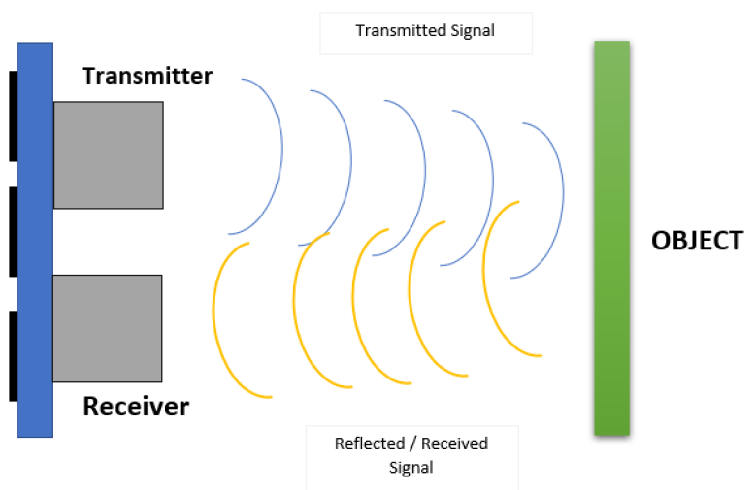 Transmitted Signal
Transmitter
OBJECT
Receiver
Reflected / Received
Signal